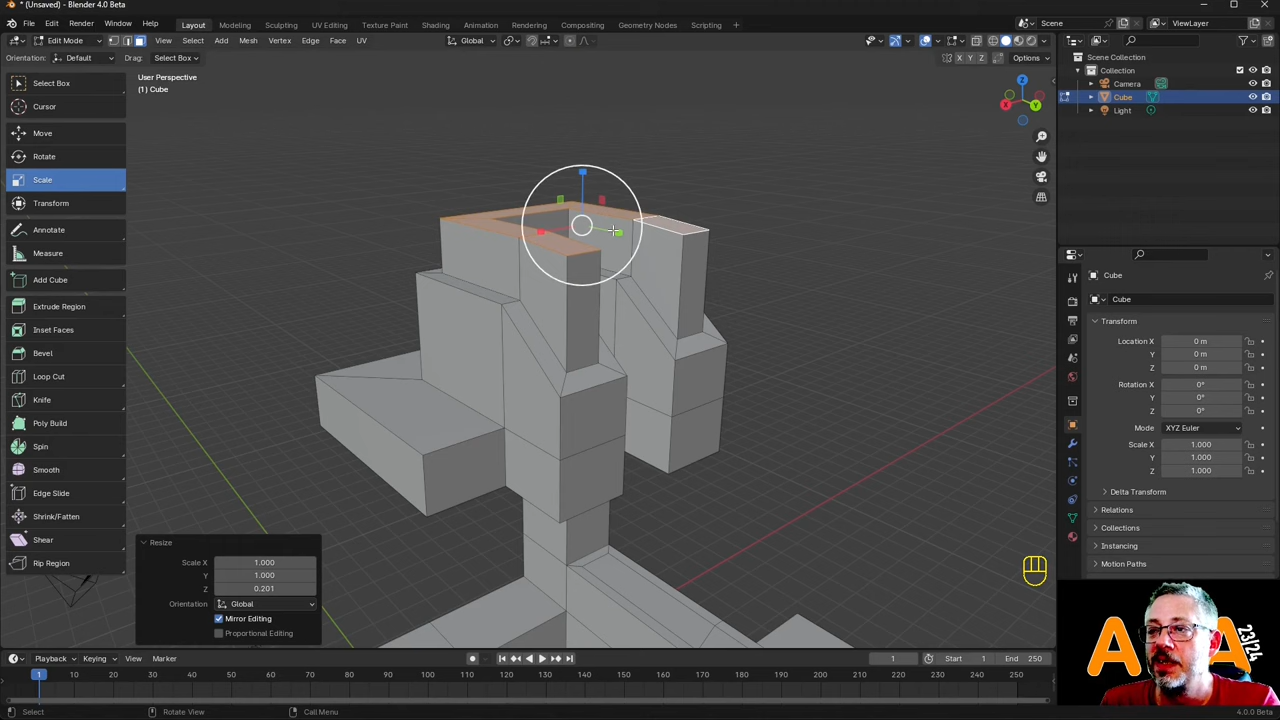 * (Unsaved) - Blender 4.0 Beta
File Edit Render Window Help Layout Modeling Sculpting UV Editing Texture Paint Shading Animation Rendering Compositing Geometry Nodes Scripting + Scene ViewLayer
Edit Mode View Select Add Mesh Vertex Edge Face UV Global
Orientation: Default Drag: Select Box X Y Z Options
User Perspective
(1) Cube
Select Box
Cursor
Move
Rotate
Scale
Transform
Annotate
Measure
Add Cube
Extrude Region
Inset Faces
Bevel
Loop Cut
Knife
Poly Build
Spin
Smooth
Edge Slide
Shrink/Fatten
Shear
Rip Region
Z
X Y
Resize
Scale X 1.000
Y 1.000
Z 0.201
Orientation Global
Mirror Editing
Proportional Editing
Scene Collection
Collection
Camera
Cube
Light
Cube
Cube
Transform
Location X 0 m
Y 0 m
Z 0 m
Rotation X 0°
Y 0°
Z 0°
Mode XYZ Euler
Scale X 1.000
Y 1.000
Z 1.000
Delta Transform
Relations
Collections
Instancing
Motion Paths
A A 23/24
Playback Keying View Marker 1 Start 1 End 250
1 10 20 30 40 50 60 70 80 90 100 110 120 130 140 150 160 170 180 190 200 210 220 230 240 250
Select Rotate View Call Menu 4.0.0 Beta